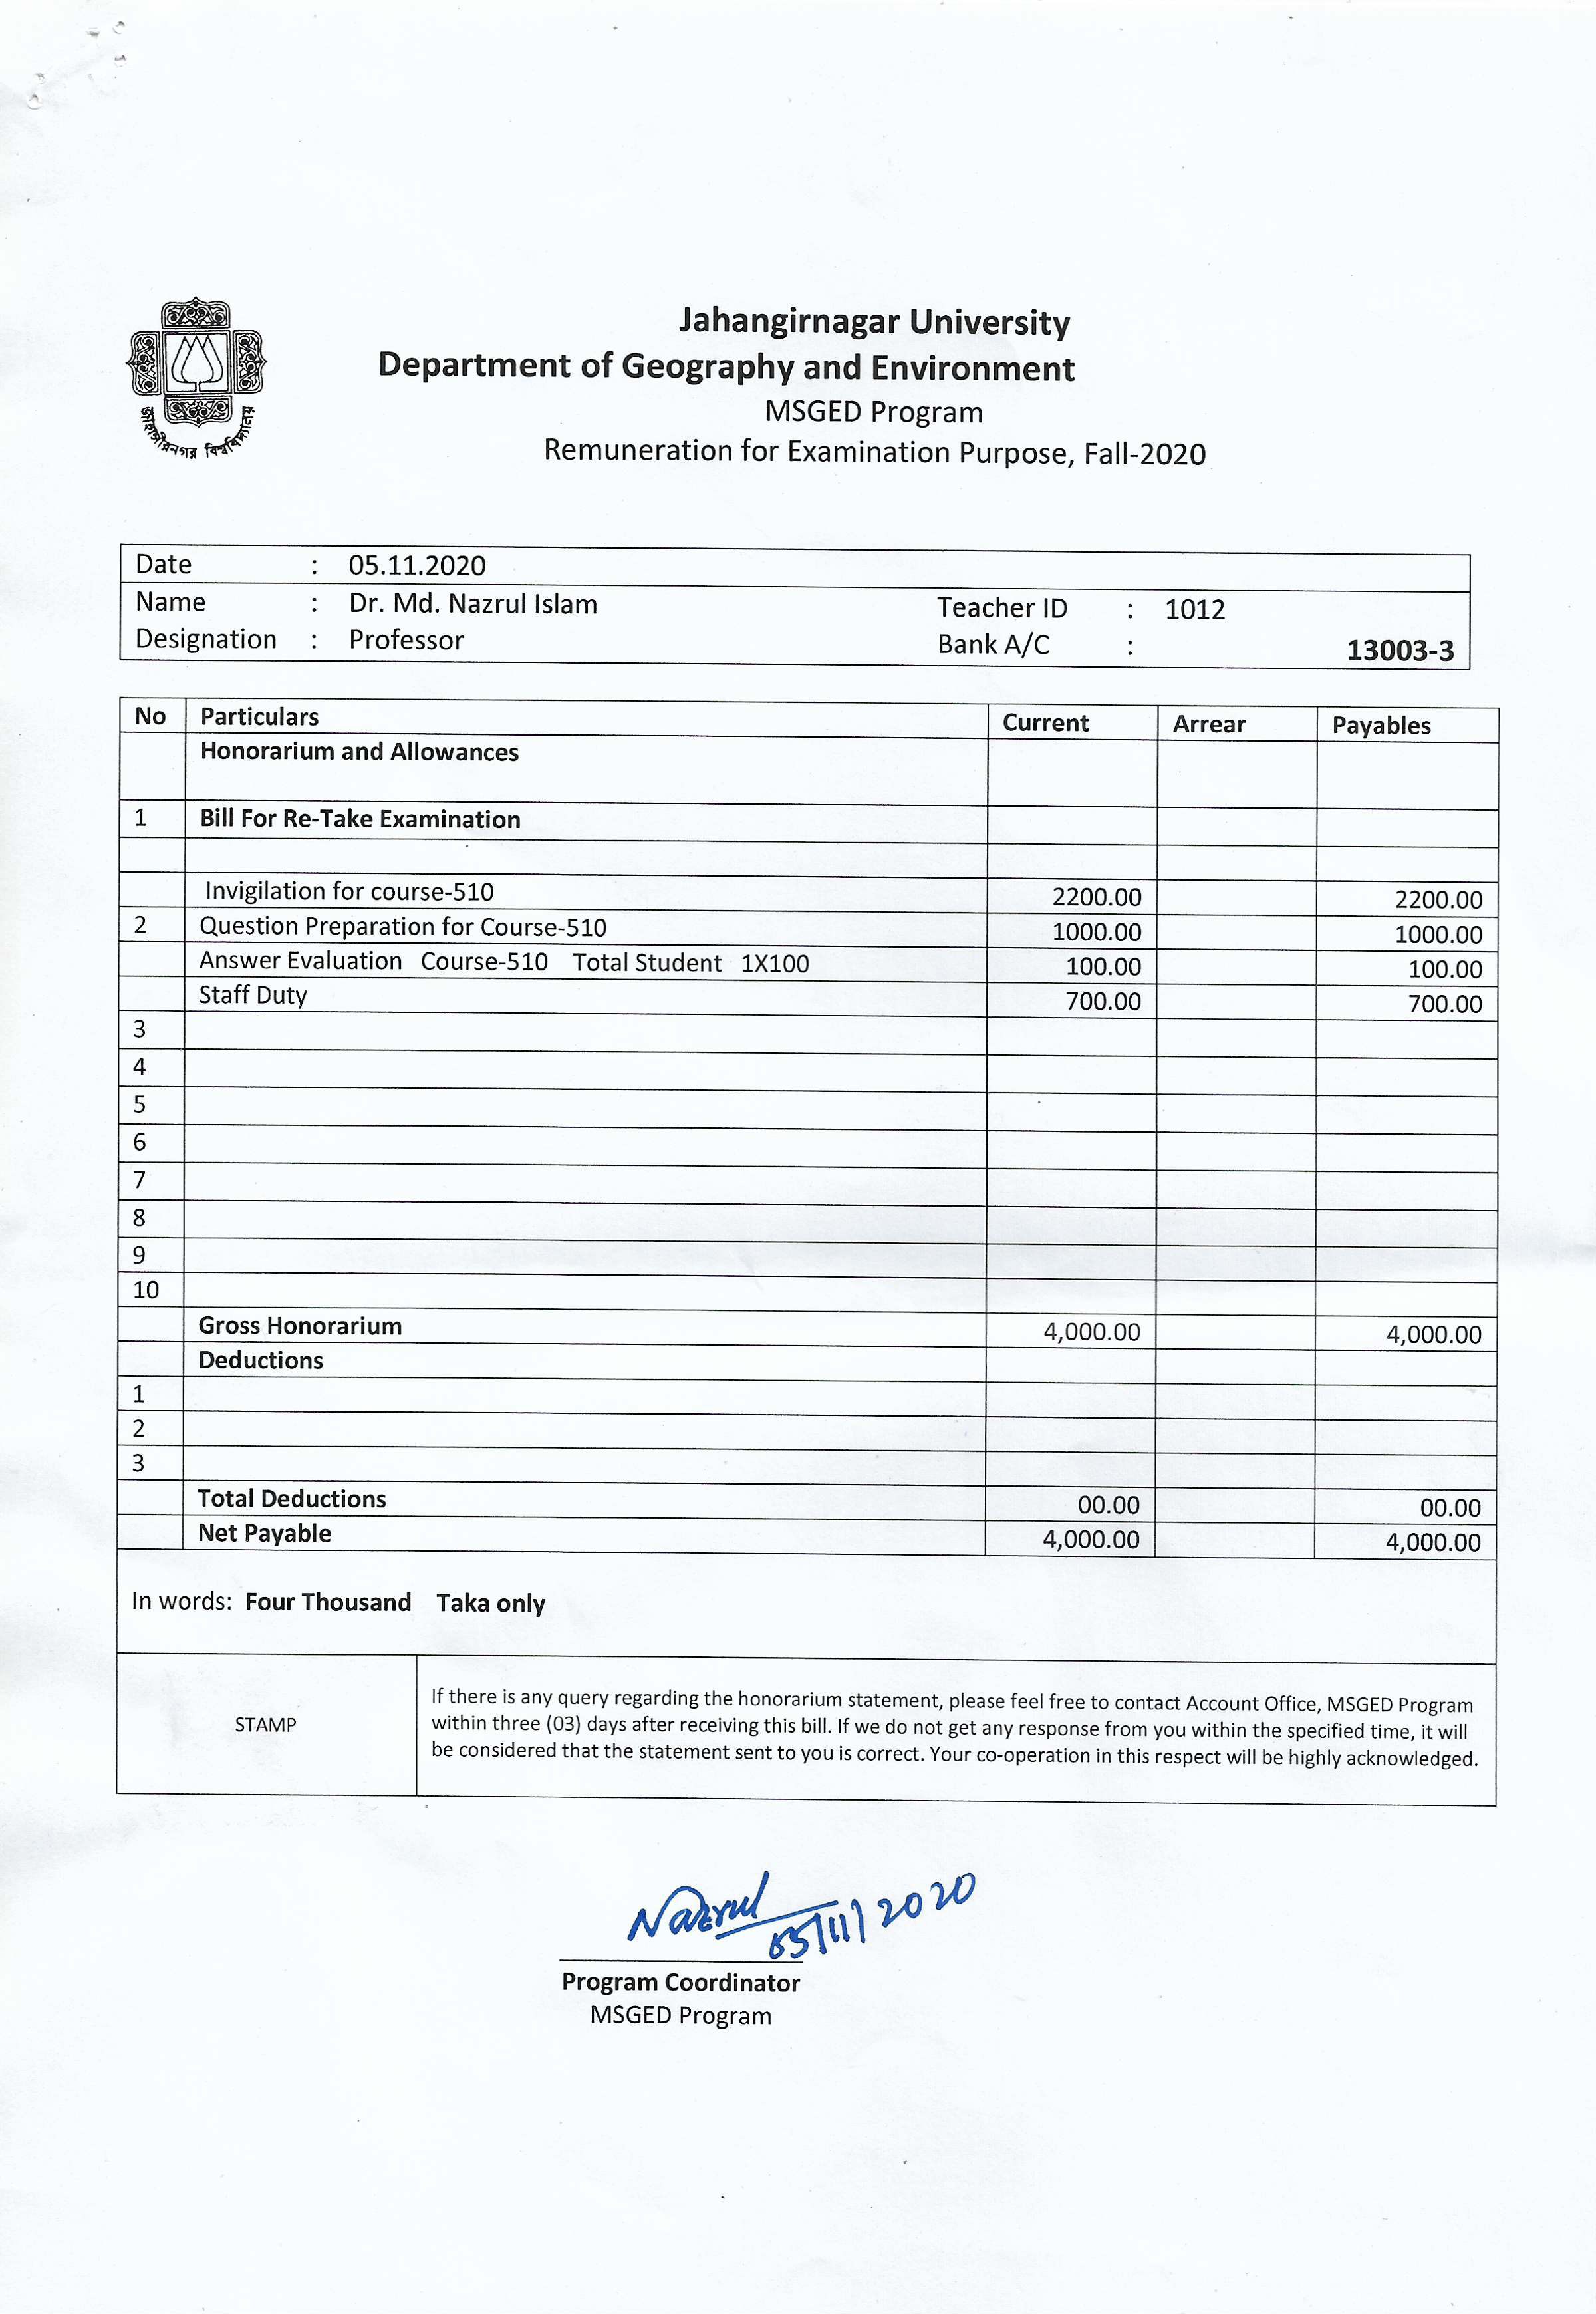 জাহাঙ্গীরনগর বিশ্ববিদ্যালয়
Jahangirnagar University
Department of Geography and Environment
MSGED Program
Remuneration for Examination Purpose, Fall-2020
Date : 05.11.2020
Name : Dr. Md. Nazrul Islam Teacher ID : 1012
Designation : Professor Bank A/C : 13003-3
No Particulars Current Arrear Payables
Honorarium and Allowances
1 Bill For Re-Take Examination
Invigilation for course-510 2200.00 2200.00
2 Question Preparation for Course-510 1000.00 1000.00
Answer Evaluation Course-510 Total Student 1X100 100.00 100.00
Staff Duty 700.00 700.00
3
4
5
6
7
8
9
10
Gross Honorarium 4,000.00 4,000.00
Deductions
1
2
3
Total Deductions 00.00 00.00
Net Payable 4,000.00 4,000.00
In words: Four Thousand Taka only
STAMP
If there is any query regarding the honorarium statement, please feel free to contact Account Office, MSGED Program
within three (03) days after receiving this bill. If we do not get any response from you within the specified time, it will
be considered that the statement sent to you is correct. Your co-operation in this respect will be highly acknowledged.
Nazrul 05/11/2020
Program Coordinator
MSGED Program